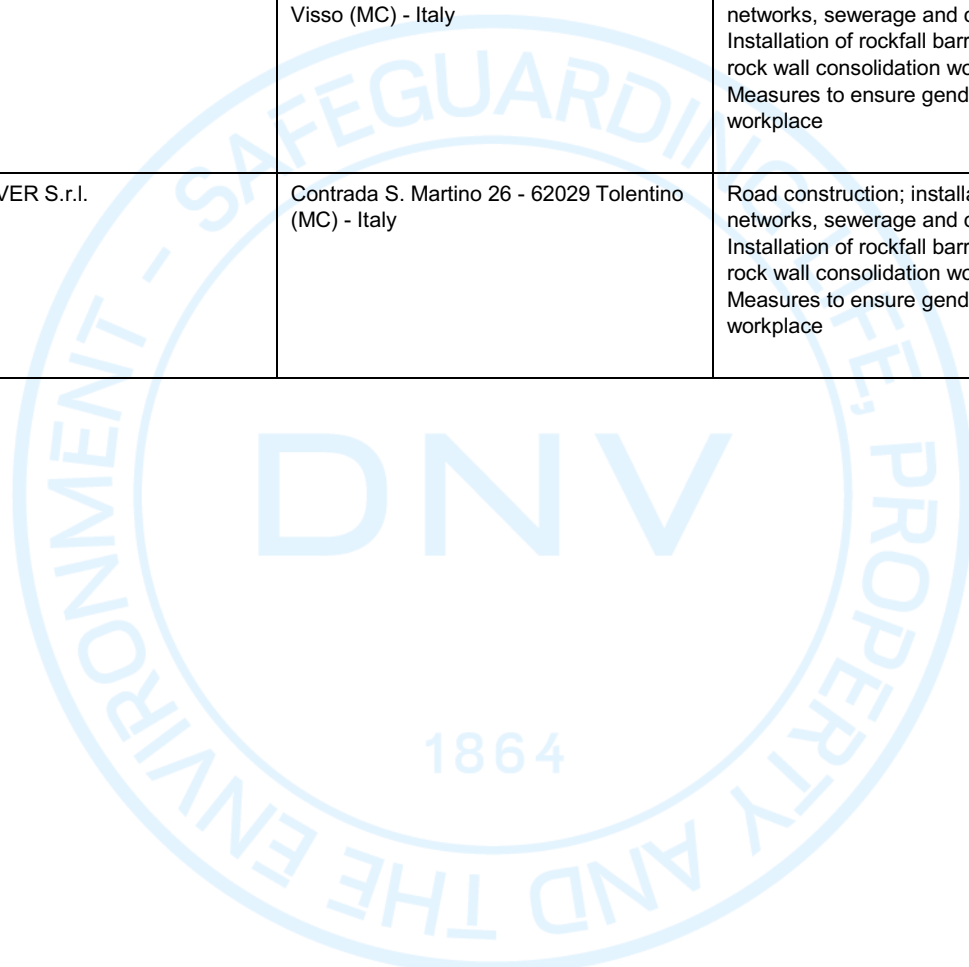 Visso (MC) - Italy
networks, sewerage and
Installation of rockfall barr
rock wall consolidation wo
Measures to ensure gend
workplace
VER S.r.l.
Contrada S. Martino 26 - 62029 Tolentino
(MC) - Italy
Road construction; installa
networks, sewerage and
Installation of rockfall barr
rock wall consolidation wo
Measures to ensure gend
workplace
SAFEGUARDING LIFE, PROPERTY AND THE ENVIRONMENT -
DNV
1864